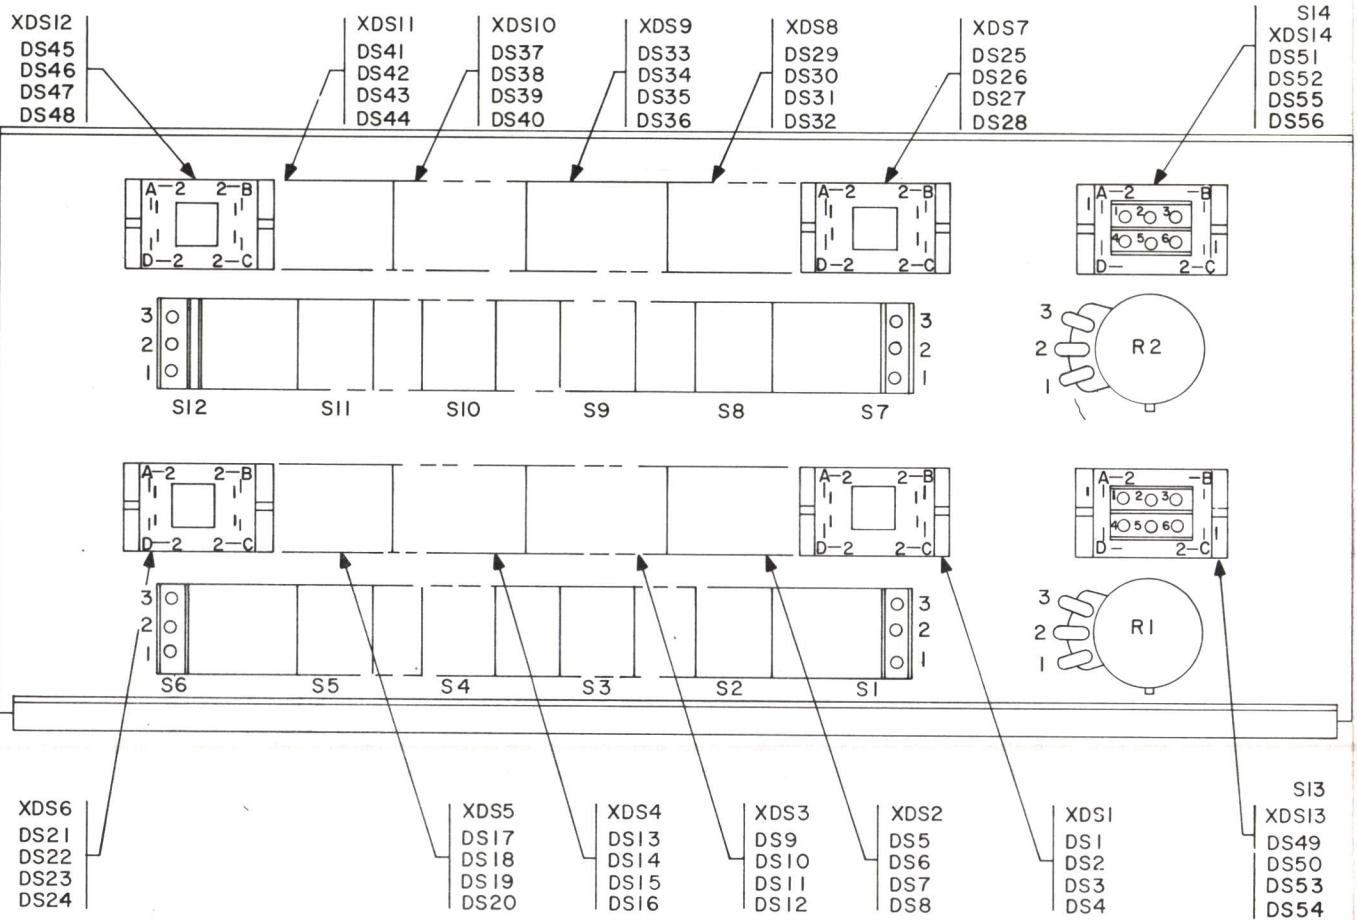 XDS12
DS45
DS46
DS47
DS48
XDS11
DS41
DS42
DS43
DS44
XDS10
DS37
DS38
DS39
DS40
XDS9
DS33
DS34
DS35
DS36
XDS8
DS29
DS30
DS31
DS32
XDS7
DS25
DS26
DS27
DS28
S14
XDS14
DS51
DS52
DS55
DS56
A-2 2-B
D-2 2-C
A-2 2-B
D-2 2-C
A-2 -B
1 2 3
4 5 6
D- 2-C
3
2
1
3
2
1
3
2
1
R2
S12 S11 S10 S9 S8 S7
A-2 2-B
D-2 2-C
A-2 2-B
D-2 2-C
A-2 -B
1 2 3
4 5 6
D- 2-C
3
2
1
3
2
1
3
2
1
R1
S6 S5 S4 S3 S2 S1
XDS6
DS21
DS22
DS23
DS24
XDS5
DS17
DS18
DS19
DS20
XDS4
DS13
DS14
DS15
DS16
XDS3
DS9
DS10
DS11
DS12
XDS2
DS5
DS6
DS7
DS8
XDS1
DS1
DS2
DS3
DS4
S13
XDS13
DS49
DS50
DS53
DS54